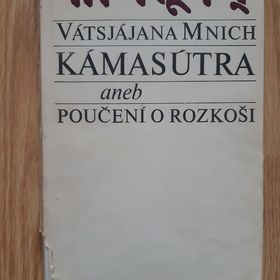 VÁTSJÁJANA MNICH
KÁMASÚTRA
aneb
POUČENÍ O ROZKOŠI